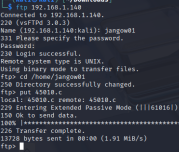 ftp 192.168.1.140
Connected to 192.168.1.140
220 (vsFTPd 3.0.3)
Name (192.168.1.140:kali): jangow01
331 Please specify the password.
Password:
230 Login successful.
Remote system type is UNIX.
Using binary mode to transfer files.
ftp> cd /home/jangow01
250 Directory successfully changed.
ftp> put 45010.c
local: 45010.c remote: 45010.c
229 Entering Extended Passive Mode (|||61016|)
150 Ok to send data.
100%
226 Transfer complete.
13728 bytes sent in 00:00 (1.91 MiB/s)
ftp>